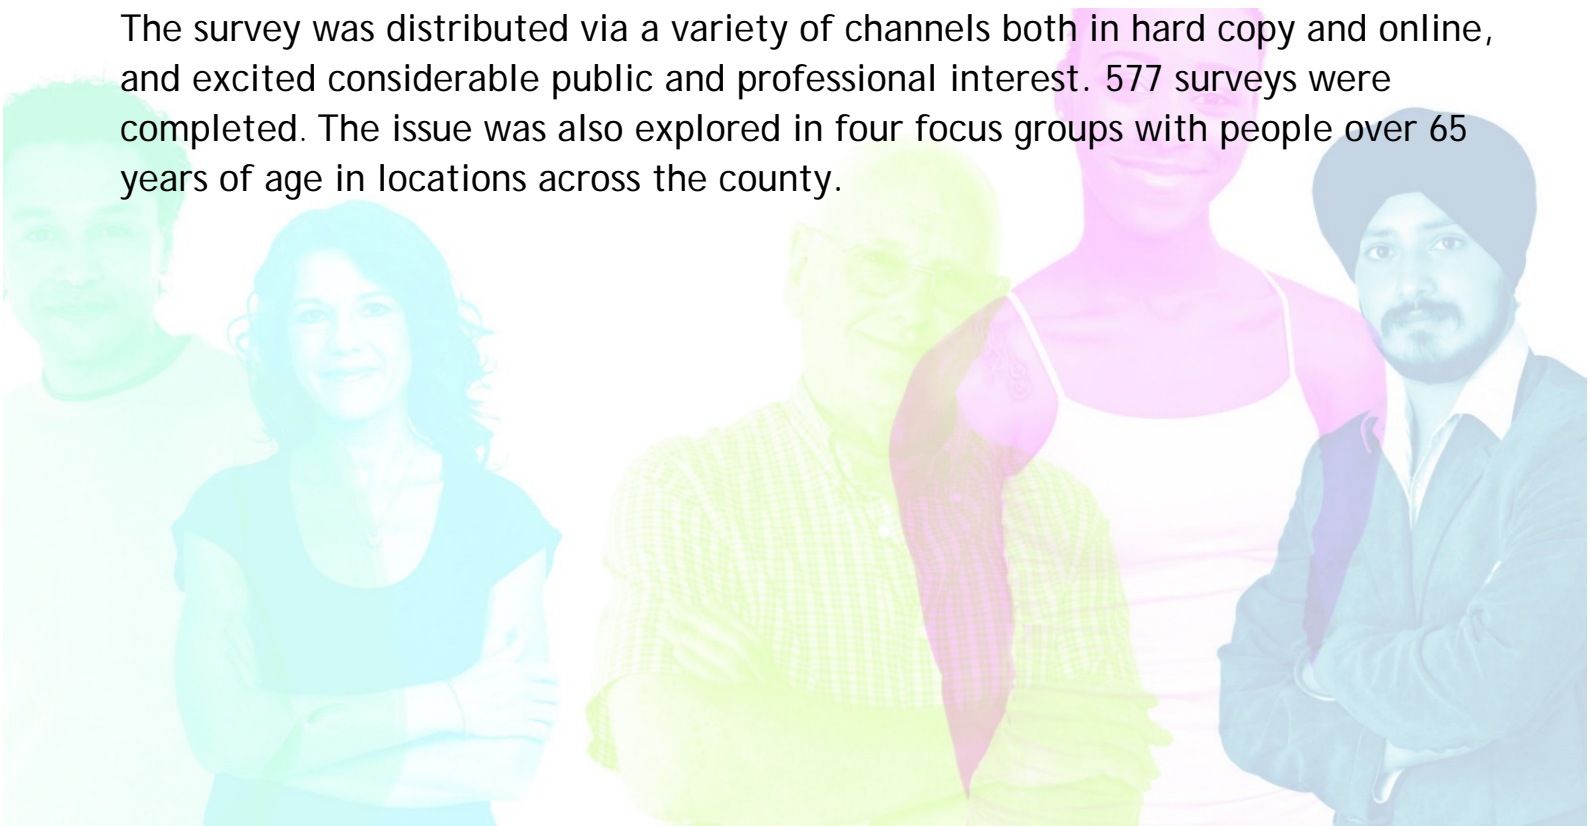 The survey was distributed via a variety of channels both in hard copy and online,
and excited considerable public and professional interest. 577 surveys were
completed. The issue was also explored in four focus groups with people over 65
years of age in locations across the county.